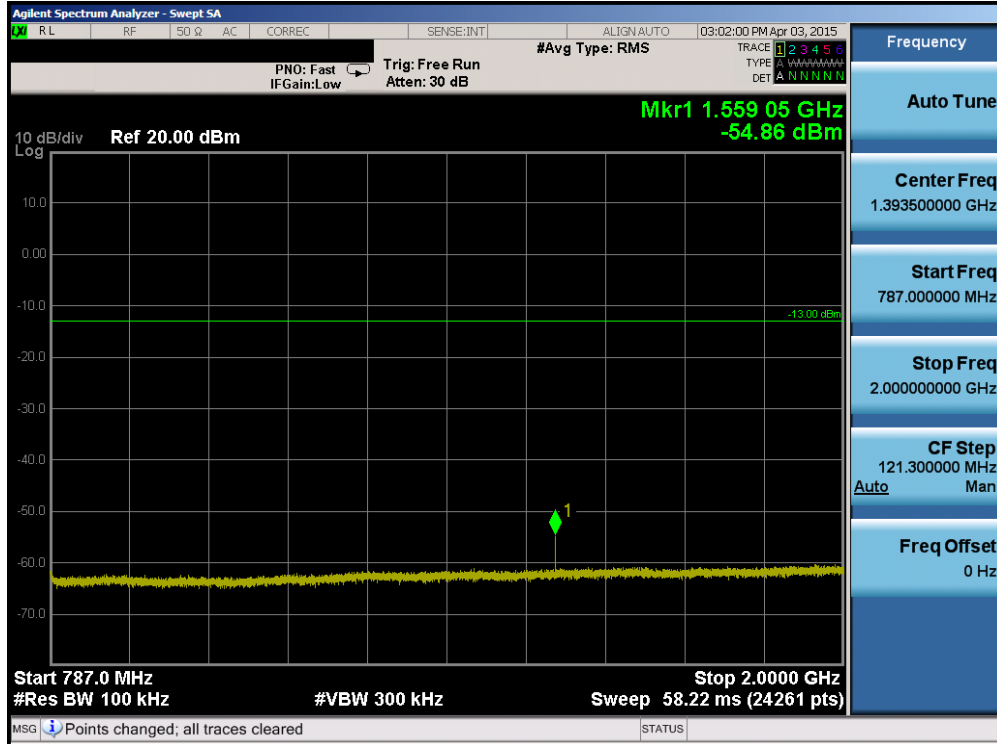 Agilent Spectrum Analyzer - Swept SA
LXI RL RF 50 Ω AC CORREC SENSE:INT ALIGN AUTO 03:02:00 PM Apr 03, 2015
PNO: Fast
IFGain:Low
Trig: Free Run
Atten: 30 dB
#Avg Type: RMS
TRACE 1 2 3 4 5 6
TYPE A
DET A N N N N N
Mkr1 1.559 05 GHz
-54.86 dBm
10 dB/div Ref 20.00 dBm
Log
10.0
0.00
-10.0
-13.00 dBm
-20.0
-30.0
-40.0
-50.0
1
-60.0
-70.0
Start 787.0 MHz Stop 2.0000 GHz
#Res BW 100 kHz #VBW 300 kHz Sweep 58.22 ms (24261 pts)
MSG Points changed; all traces cleared STATUS
Frequency
Auto Tune
Center Freq
1.393500000 GHz
Start Freq
787.000000 MHz
Stop Freq
2.000000000 GHz
CF Step
121.300000 MHz
Auto Man
Freq Offset
0 Hz